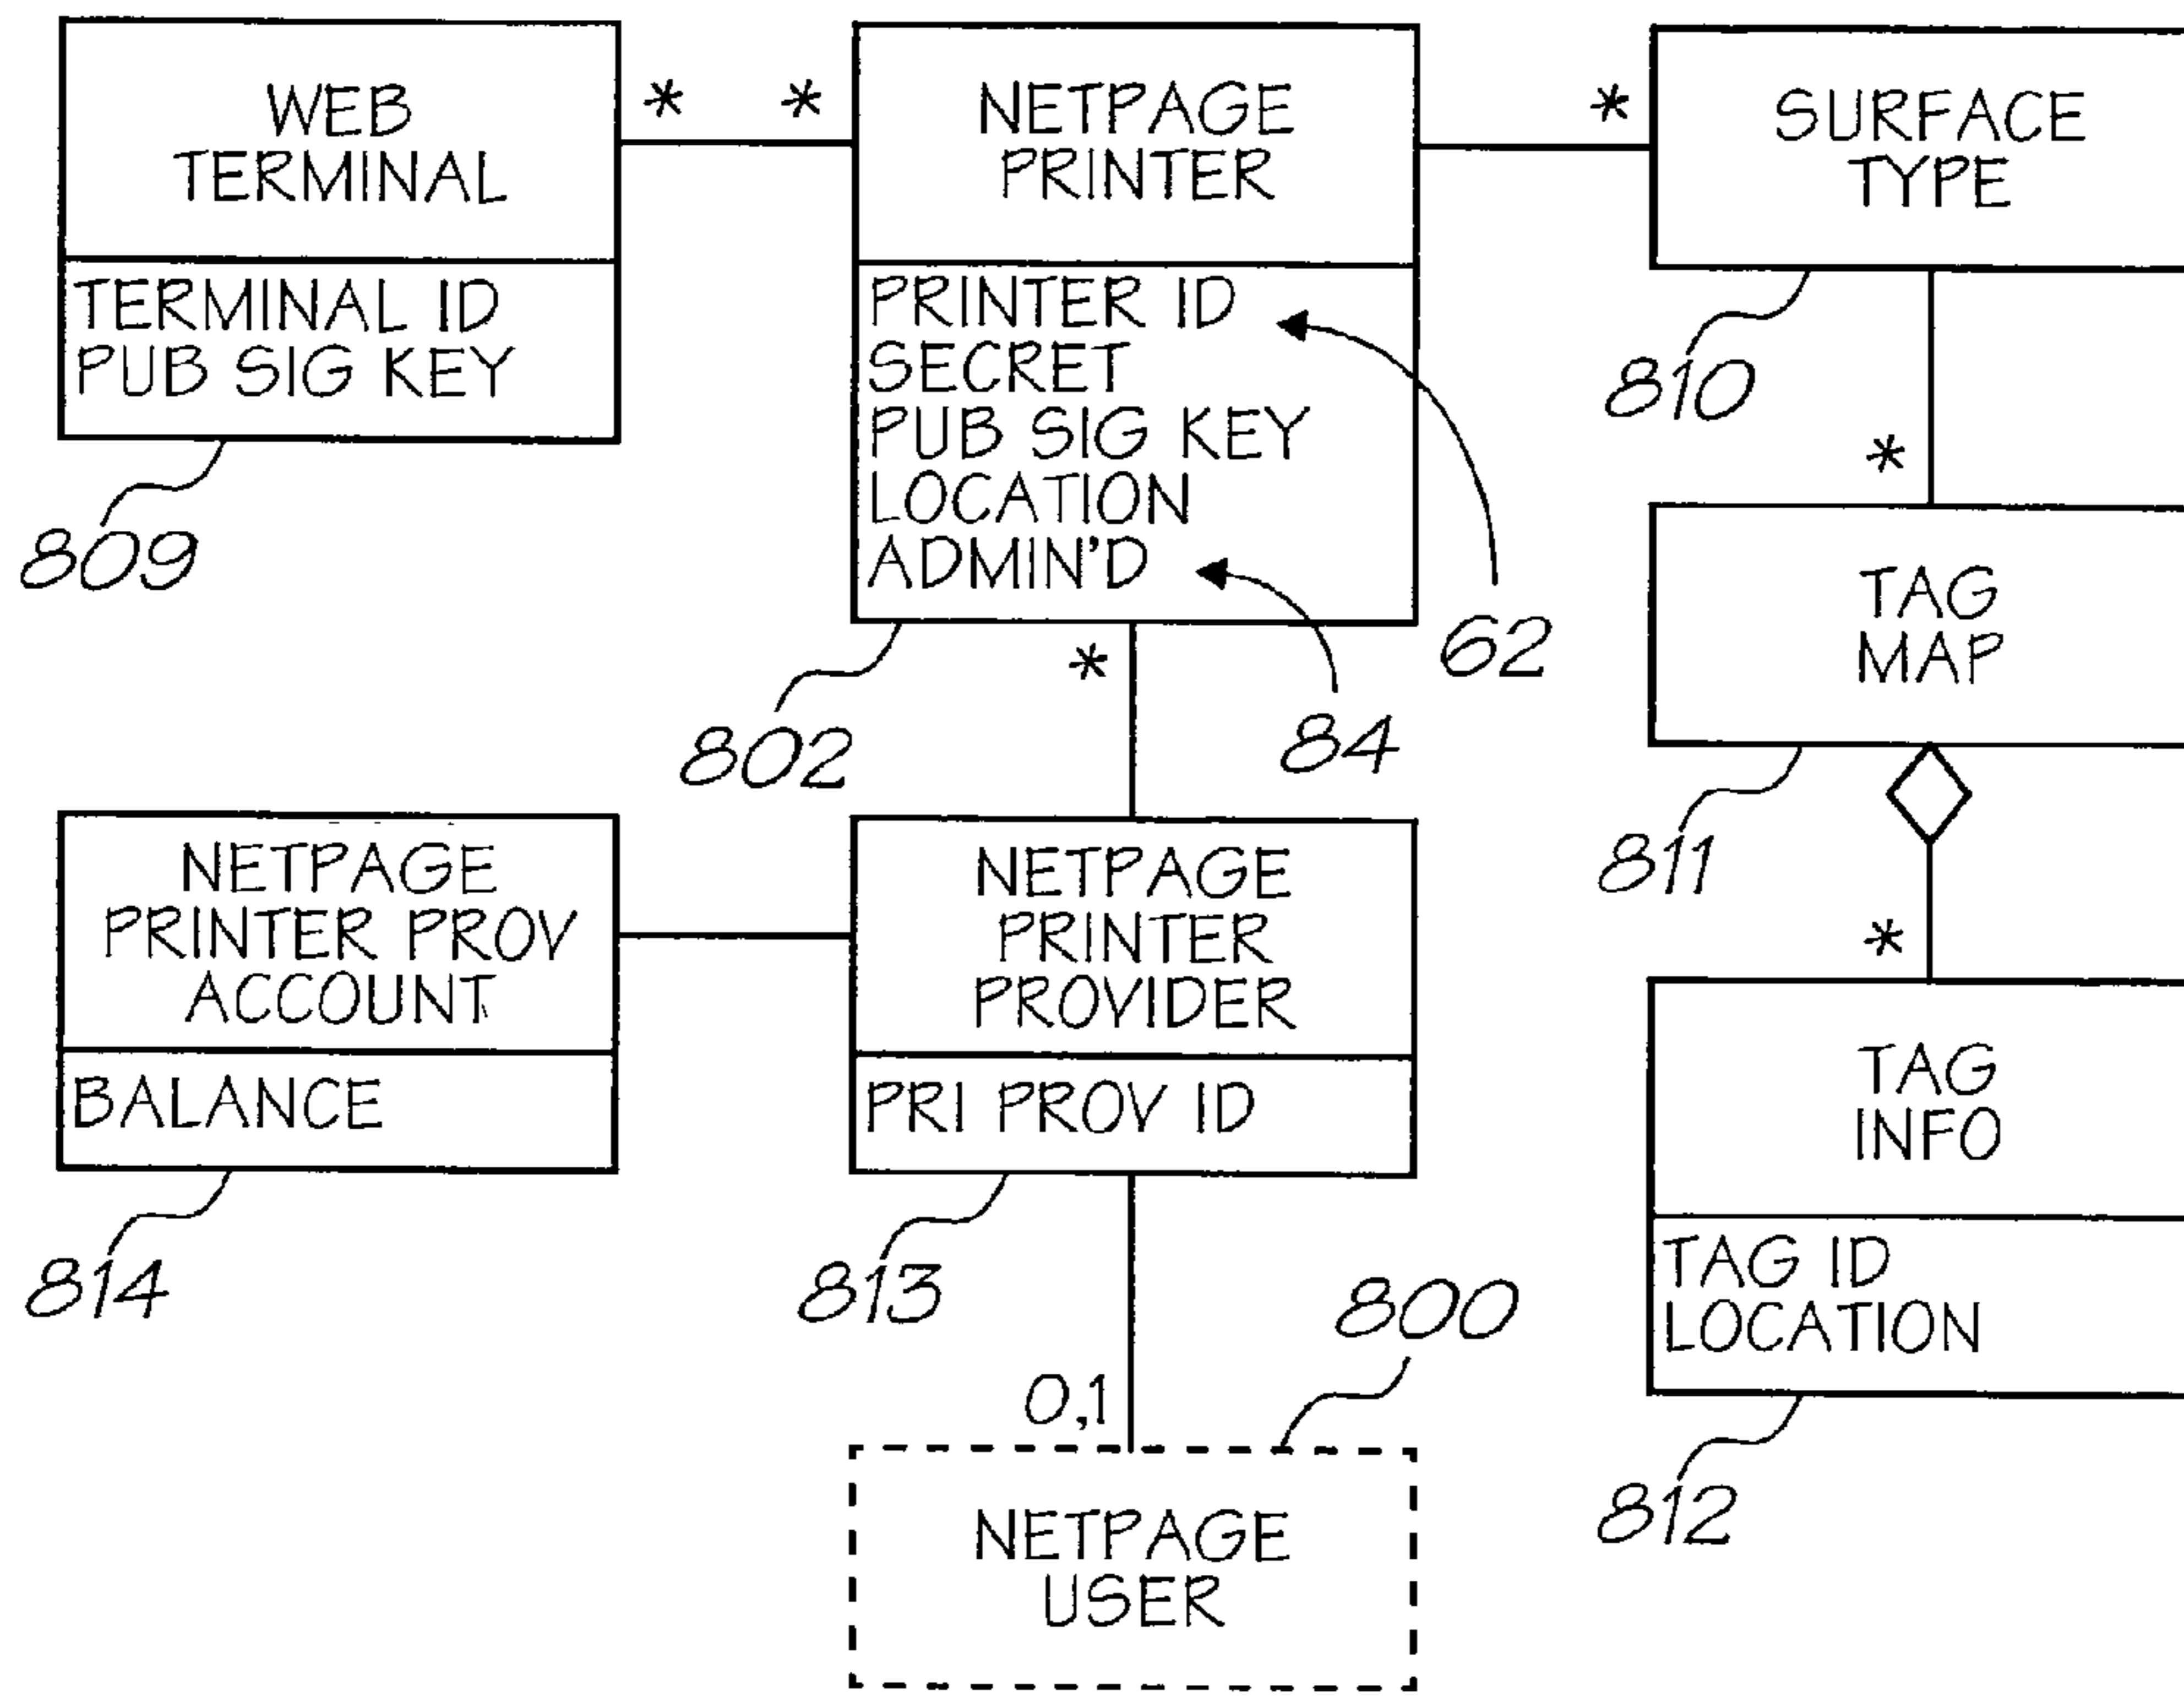 WEB
TERMINAL
* *
TERMINAL ID
PUB SIG KEY
809
NETPAGE
PRINTER
PRINTER ID
SECRET
PUB SIG KEY
LOCATION
ADMIN'D
62
84
802
*
*
SURFACE
TYPE
810
*
TAG
MAP
811
*
NETPAGE
PRINTER PROV
ACCOUNT
BALANCE
814
NETPAGE
PRINTER
PROVIDER
PRI PROV ID
813
800
0,1
NETPAGE
USER
TAG
INFO
TAG ID
LOCATION
812